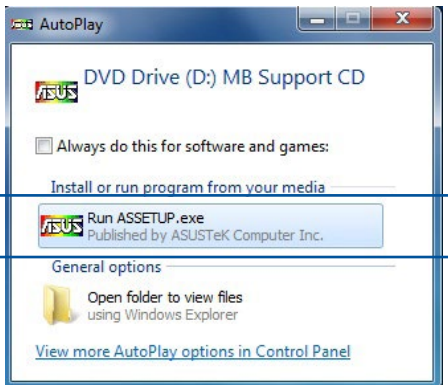 AutoPlay
DVD Drive (D:) MB Support CD
Always do this for software and games:
Install or run program from your media
Run ASSETUP.exe
Published by ASUSTeK Computer Inc.
General options
Open folder to view files
using Windows Explorer
View more AutoPlay options in Control Panel